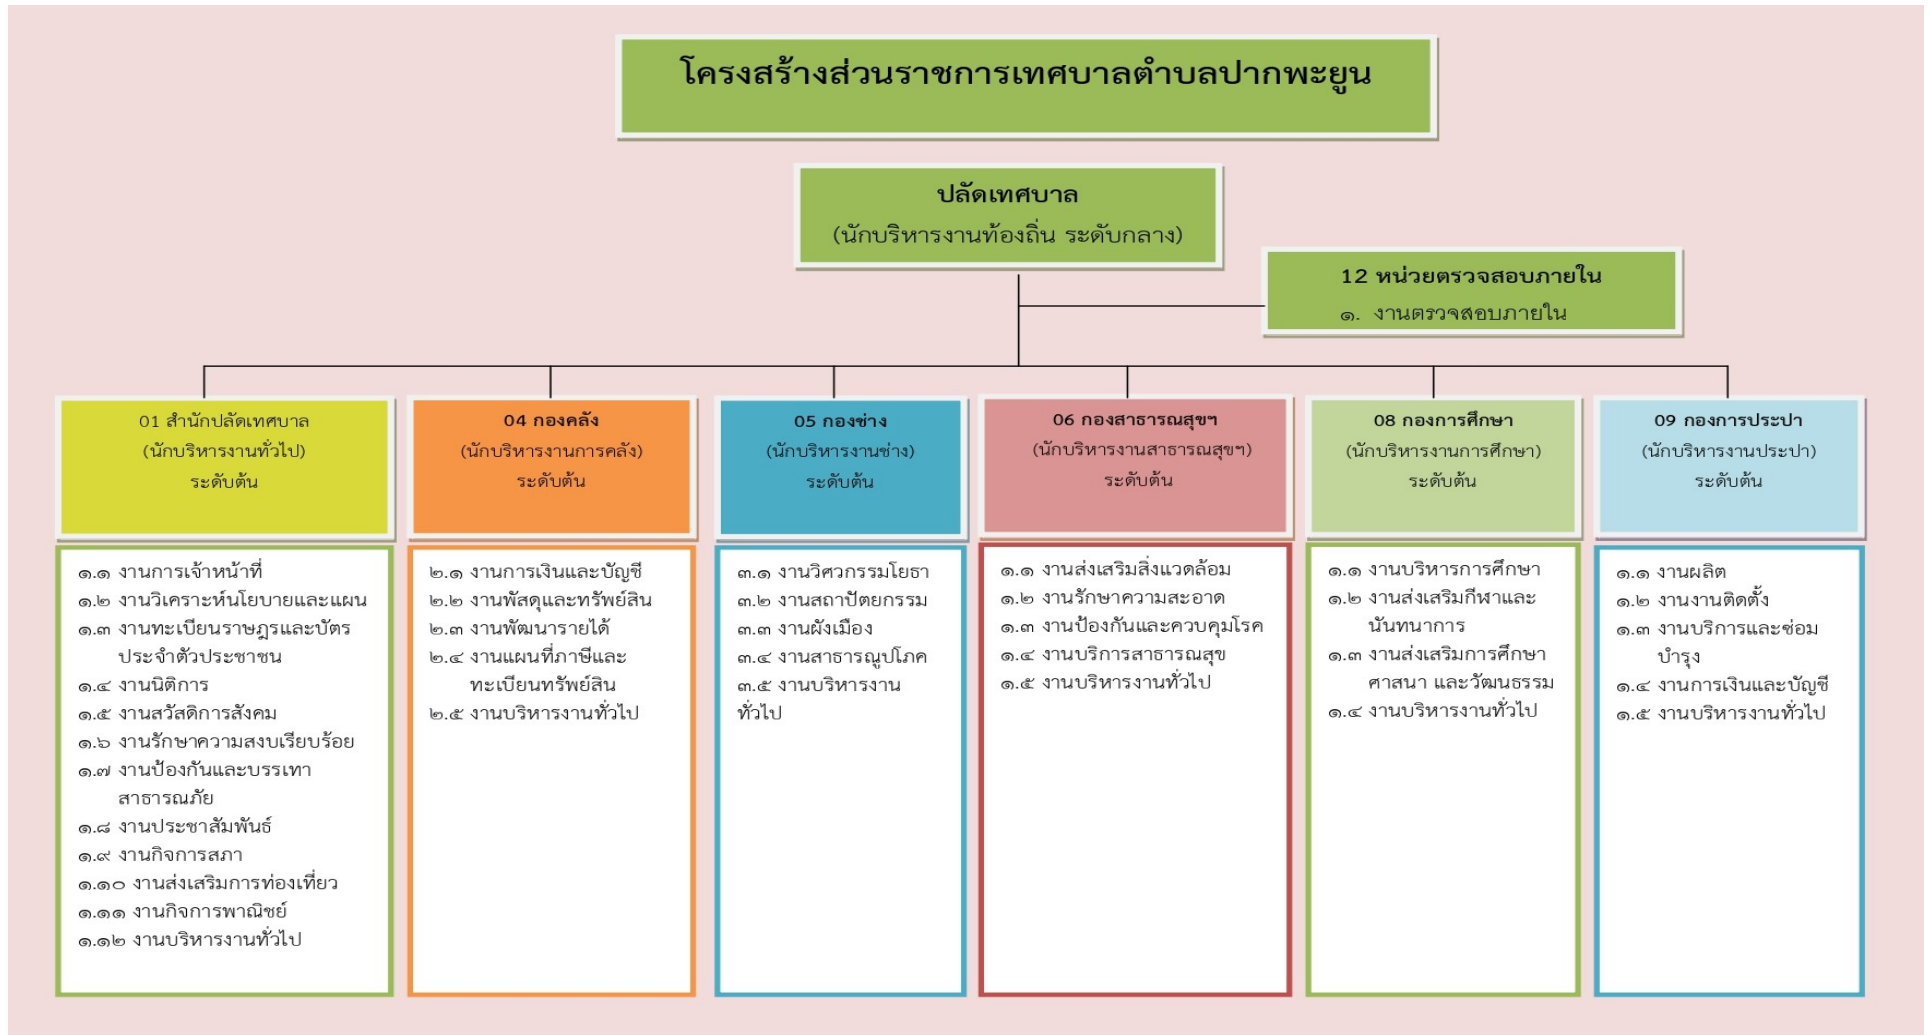 โครงสร้างส่วนราชการเทศบาลตำบลปากพะยูน
ปลัดเทศบาล
(นักบริหารงานท้องถิ่น ระดับกลาง)
12 หน่วยตรวจสอบภายใน
๑. งานตรวจสอบภายใน
01 สำนักปลัดเทศบาล
(นักบริหารงานทั่วไป)
ระดับต้น
๑.๑ งานการเจ้าหน้าที่
๑.๒ งานวิเคราะห์นโยบายและแผน
๑.๓ งานทะเบียนราษฎรและบัตร
ประจำตัวประชาชน
๑.๔ งานนิติการ
๑.๕ งานสวัสดิการสังคม
๑.๖ งานรักษาความสงบเรียบร้อย
๑.๗ งานป้องกันและบรรเทา
สาธารณภัย
๑.๘ งานประชาสัมพันธ์
๑.๙ งานกิจการสภา
๑.๑๐ งานส่งเสริมการท่องเที่ยว
๑.๑๑ งานกิจการพาณิชย์
๑.๑๒ งานบริหารงานทั่วไป
04 กองคลัง
(นักบริหารงานการคลัง)
ระดับต้น
๒.๑ งานการเงินและบัญชี
๒.๒ งานพัสดุและทรัพย์สิน
๒.๓ งานพัฒนารายได้
๒.๔ งานแผนที่ภาษีและ
ทะเบียนทรัพย์สิน
๒.๕ งานบริหารงานทั่วไป
05 กองช่าง
(นักบริหารงานช่าง)
ระดับต้น
๓.๑ งานวิศวกรรมโยธา
๓.๒ งานสถาปัตยกรรม
๓.๓ งานผังเมือง
๓.๔ งานสาธารณูปโภค
๓.๕ งานบริหารงาน
ทั่วไป
06 กองสาธารณสุขฯ
(นักบริหารงานสาธารณสุขฯ)
ระดับต้น
๑.๑ งานส่งเสริมสิ่งแวดล้อม
๑.๒ งานรักษาความสะอาด
๑.๓ งานป้องกันและควบคุมโรค
๑.๔ งานบริการสาธารณสุข
๑.๕ งานบริหารงานทั่วไป
08 กองการศึกษา
(นักบริหารงานการศึกษา)
ระดับต้น
๑.๑ งานบริหารการศึกษา
๑.๒ งานส่งเสริมกีฬาและ
นันทนาการ
๑.๓ งานส่งเสริมการศึกษา
ศาสนา และวัฒนธรรม
๑.๔ งานบริหารงานทั่วไป
09 กองการประปา
(นักบริหารงานประปา)
ระดับต้น
๑.๑ งานผลิต
๑.๒ งานงานติดตั้ง
๑.๓ งานบริการและซ่อม
บำรุง
๑.๔ งานการเงินและบัญชี
๑.๕ งานบริหารงานทั่วไป